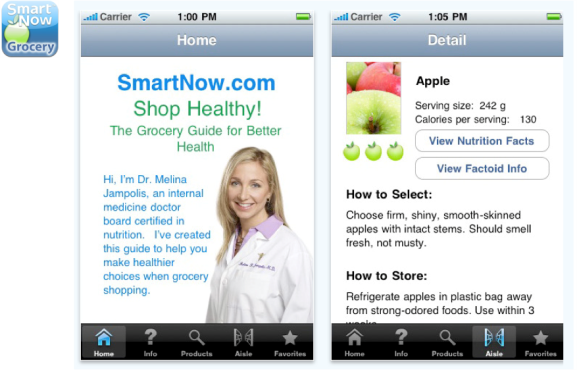 Smart
Now
Grocery
Carrier 1:00 PM
Home
SmartNow.com
Shop Healthy!
The Grocery Guide for Better
Health
Hi, I'm Dr. Melina
Jampolis, an internal
medicine doctor
board certified in
nutrition. I've created
this guide to help you
make healthier
choices when grocery
shopping.
Home Info Products Aisle Favorites
Carrier 1:05 PM
Detail
Apple
Serving size: 242 g
Calories per serving: 130
View Nutrition Facts
View Factoid Info
How to Select:
Choose firm, shiny, smooth-skinned
apples with intact stems. Should smell
fresh, not musty.
How to Store:
Refrigerate apples in plastic bag away
from strong-odored foods. Use within 3
weeks
Home Info Products Aisle Favorites